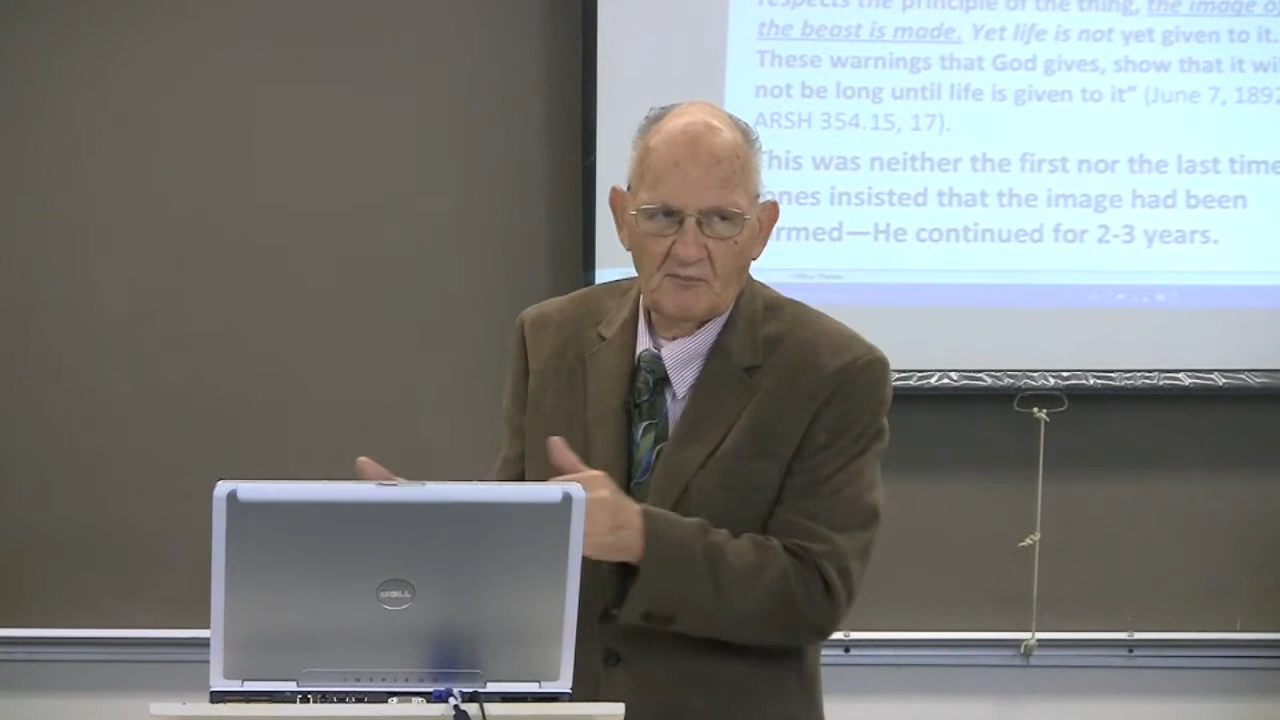 respects the principle of the thing, the image of
the beast is made. Yet life is not yet given to it.
These warnings that God gives, show that it wi
not be long until life is given to it" (June 7, 189
ARSH 354.15, 17).
This was neither the first nor the last time
ones insisted that the image had been
rmed—He continued for 2-3 years.
DELL
INSPIRON